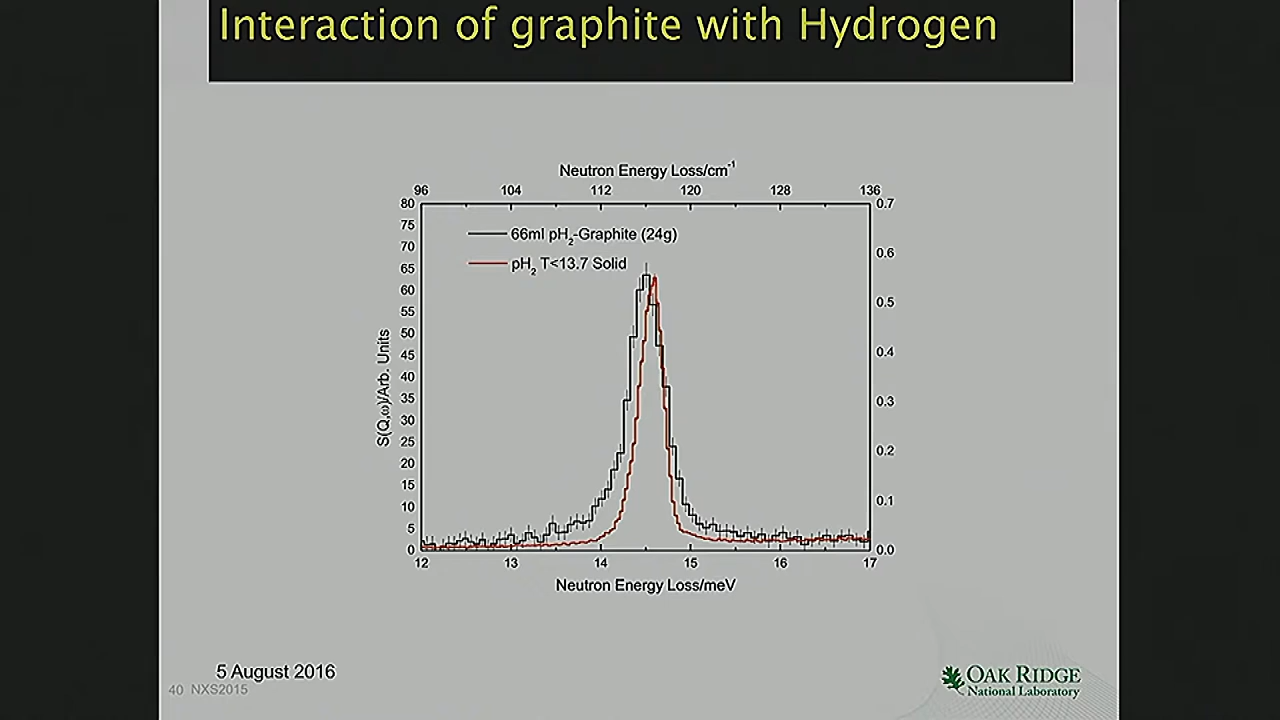 Interaction of graphite with Hydrogen
Neutron Energy Loss/cm⁻¹
96 104 112 120 128 136
80 0.7
75
70
65
60
55
50
45
40
35
30
25
20
15
10
5
0
0.6
0.5
0.4
0.3
0.2
0.1
0.0
66ml pH₂-Graphite (24g)
pH₂ T<13.7 Solid
S(Q,ω)/Arb. Units
12 13 14 15 16 17
Neutron Energy Loss/meV
5 August 2016
40 NXS2015
OAK RIDGE
National Laboratory